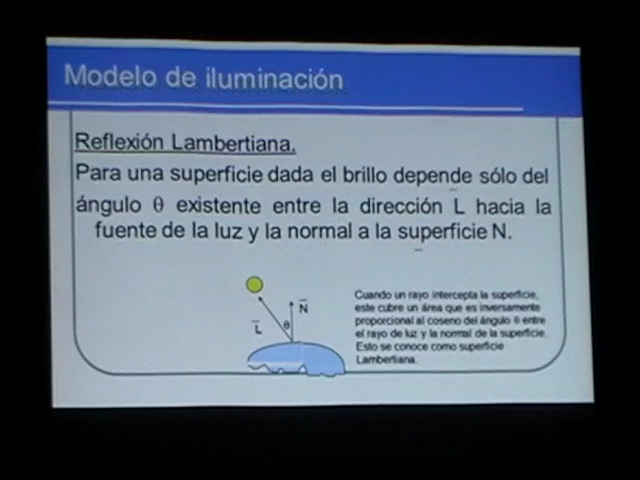 Modelo de iluminación
Reflexión Lambertiana.
Para una superficie dada el brillo depende sólo del
ángulo θ existente entre la dirección L hacia la
fuente de la luz y la normal a la superficie N.
N
L
θ
Cuando un rayo intercepta la superficie,
este cubre un área que es inversamente
proporcional al coseno del ángulo θ entre
el rayo de luz y la normal de la superficie.
Esto se conoce como superficie
Lambertiana.